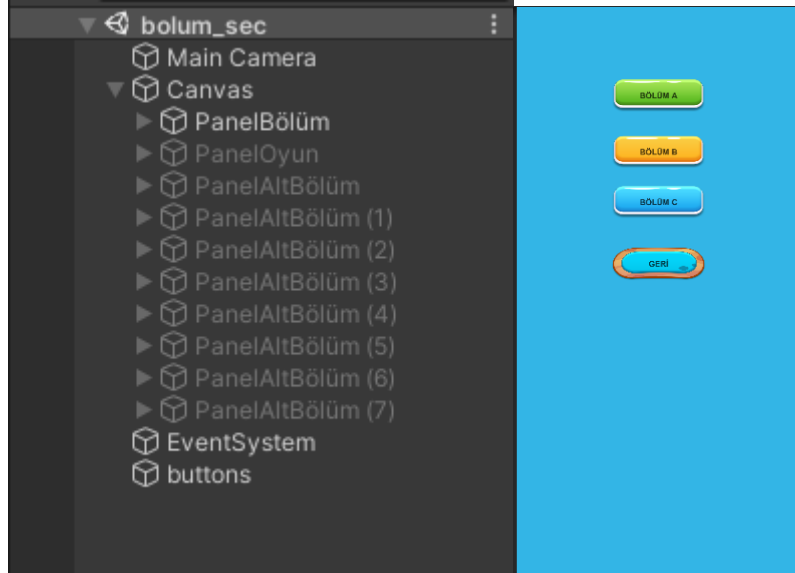 bolum_sec
Main Camera
Canvas
PanelBölüm
PanelOyun
PanelAltBölüm
PanelAltBölüm (1)
PanelAltBölüm (2)
PanelAltBölüm (3)
PanelAltBölüm (4)
PanelAltBölüm (5)
PanelAltBölüm (6)
PanelAltBölüm (7)
EventSystem
buttons
BÖLÜM A
BÖLÜM B
BÖLÜM C
GERİ